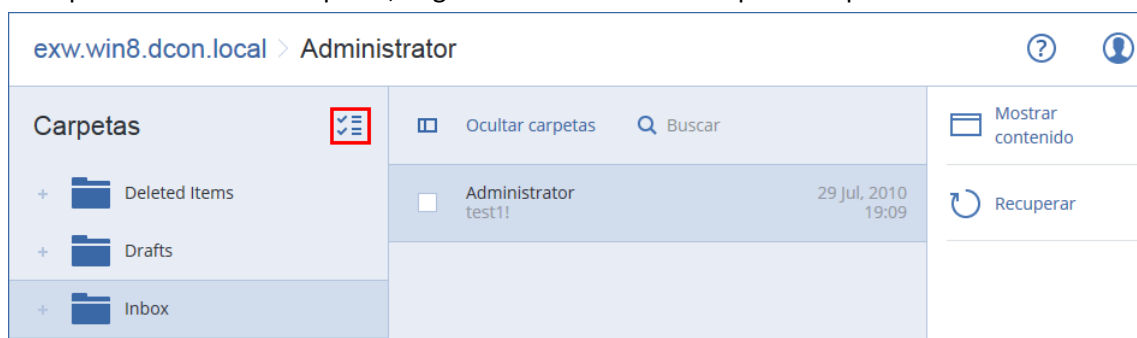 exw.win8.dcon.local > Administrator
Carpetas
Ocultar carpetas
Buscar
Mostrar
contenido
Deleted Items
Administrator
29 Jul, 2010
test1!
19:09
Recuperar
Drafts
Inbox